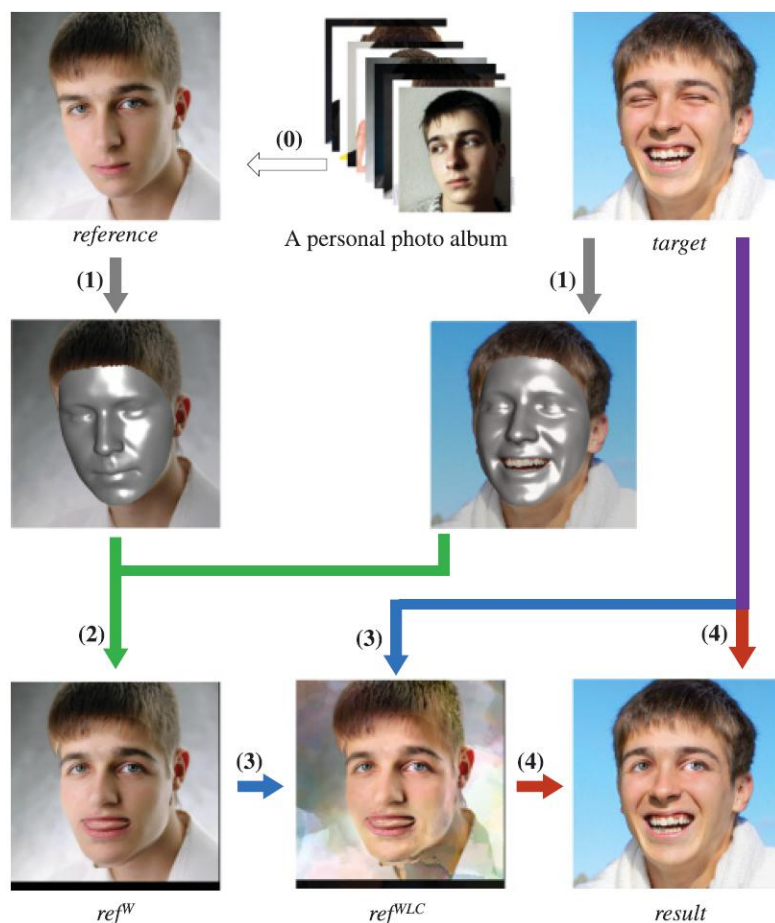 (0)
reference
A personal photo album
target
(1)
(1)
(2)
(3)
(4)
(3)
(4)
ref^W
ref^WLC
result